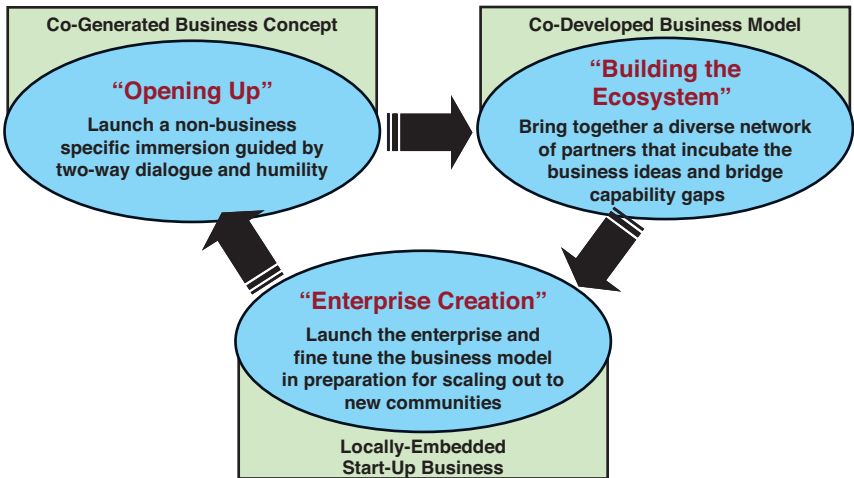 Co-Generated Business Concept
“Opening Up”
Launch a non-business
specific immersion guided by
two-way dialogue and humility
Co-Developed Business Model
“Building the
Ecosystem”
Bring together a diverse network
of partners that incubate the
business ideas and bridge
capability gaps
“Enterprise Creation”
Launch the enterprise and
fine tune the business model
in preparation for scaling out to
new communities
Locally-Embedded
Start-Up Business